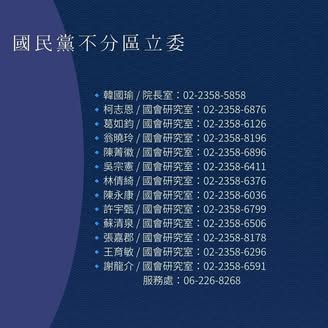 國民黨不分區立委
韓國瑜 / 院長室：02-2358-5858
柯志恩 / 國會研究室：02-2358-6876
葛如鈞 / 國會研究室：02-2358-6126
翁曉玲 / 國會研究室：02-2358-8196
陳菁徽 / 國會研究室：02-2358-6896
吳宗憲 / 國會研究室：02-2358-6411
林倩綺 / 國會研究室：02-2358-6376
陳永康 / 國會研究室：02-2358-6036
許宇甄 / 國會研究室：02-2358-6799
蘇清泉 / 國會研究室：02-2358-6506
張嘉郡 / 國會研究室：02-2358-8178
王育敏 / 國會研究室：02-2358-6296
謝龍介 / 國會研究室：02-2358-6591
服務處：06-226-8268